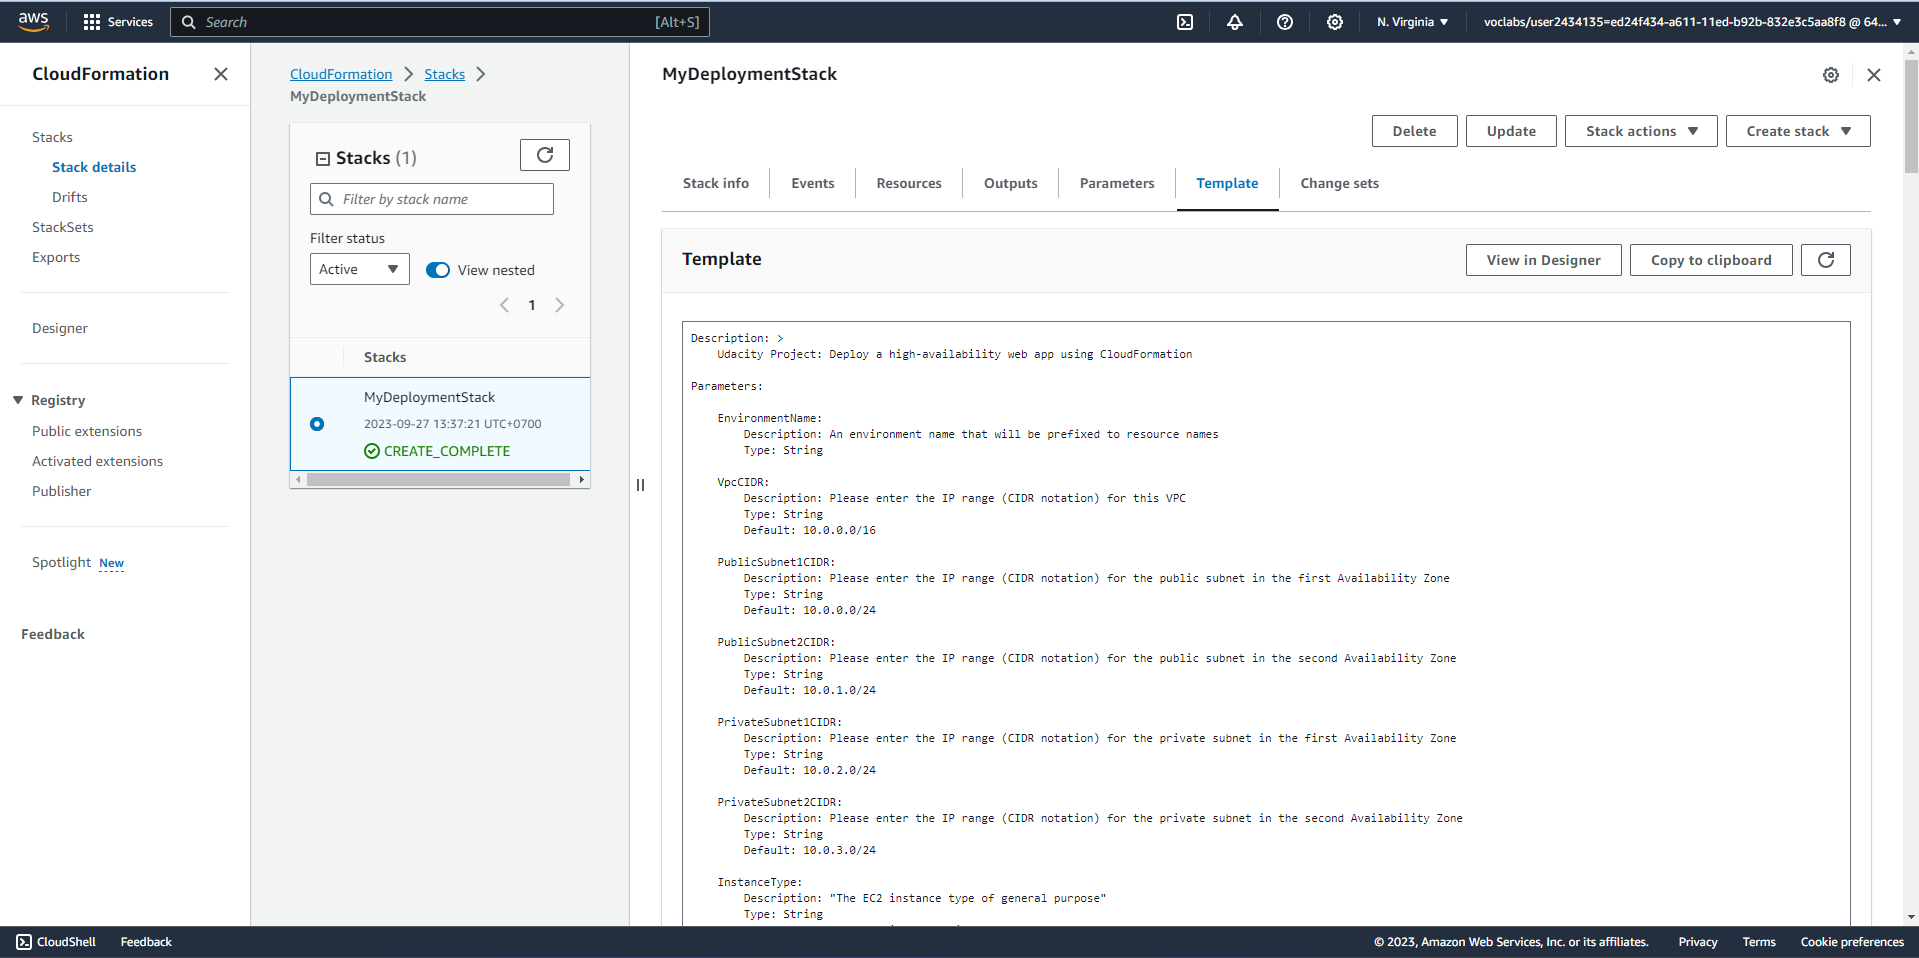 aws
Services
Search
[Alt+S]
N. Virginia
voclabs/user2434135=ed24f434-a611-11ed-b92b-832e3c5aa8f8 @ 64...
CloudFormation
Stacks
Stack details
Drifts
StackSets
Exports
Designer
Registry
Public extensions
Activated extensions
Publisher
Spotlight New
Feedback
CloudFormation
Stacks
MyDeploymentStack
Stacks (1)
Filter by stack name
Filter status
Active
View nested
1
Stacks
MyDeploymentStack
2023-09-27 13:37:21 UTC+0700
CREATE_COMPLETE
MyDeploymentStack
Delete
Update
Stack actions
Create stack
Stack info
Events
Resources
Outputs
Parameters
Template
Change sets
Template
View in Designer
Copy to clipboard
Description: >
Udacity Project: Deploy a high-availability web app using CloudFormation
Parameters:
EnvironmentName:
Description: An environment name that will be prefixed to resource names
Type: String
VpcCIDR:
Description: Please enter the IP range (CIDR notation) for this VPC
Type: String
Default: 10.0.0.0/16
PublicSubnet1CIDR:
Description: Please enter the IP range (CIDR notation) for the public subnet in the first Availability Zone
Type: String
Default: 10.0.0.0/24
PublicSubnet2CIDR:
Description: Please enter the IP range (CIDR notation) for the public subnet in the second Availability Zone
Type: String
Default: 10.0.1.0/24
PrivateSubnet1CIDR:
Description: Please enter the IP range (CIDR notation) for the private subnet in the first Availability Zone
Type: String
Default: 10.0.2.0/24
PrivateSubnet2CIDR:
Description: Please enter the IP range (CIDR notation) for the private subnet in the second Availability Zone
Type: String
Default: 10.0.3.0/24
InstanceType:
Description: "The EC2 instance type of general purpose"
Type: String
CloudShell
Feedback
© 2023, Amazon Web Services, Inc. or its affiliates.
Privacy
Terms
Cookie preferences